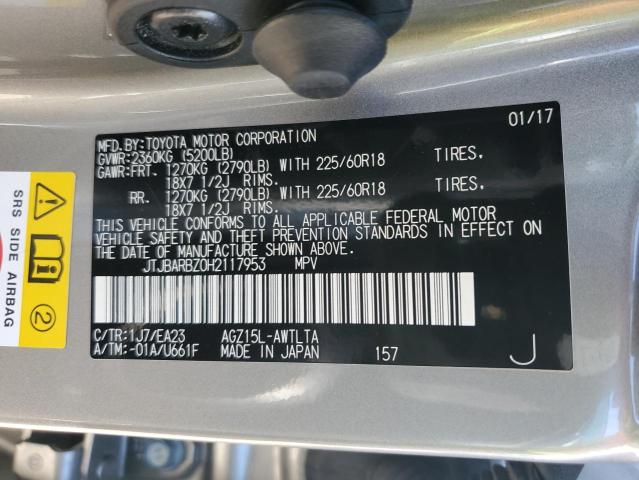 01/17
MFD.BY:TOYOTA MOTOR CORPORATION
GVWR:2360KG (5200LB)
GAWR:FRT. 1270KG (2790LB) WITH 225/60R18 TIRES,
18X7 1/2J RIMS.
RR. 1270KG (2790LB) WITH 225/60R18 TIRES,
18X7 1/2J RIMS.
THIS VEHICLE CONFORMS TO ALL APPLICABLE FEDERAL MOTOR
VEHICLE SAFETY AND THEFT PREVENTION STANDARDS IN EFFECT ON
THE DATE OF MANUFACTURE SHOWN ABOVE.
JTJBARBZ0H2117953 MPV
C/TR:1J7/EA23 AGZ15L-AWTLTA
A/TM:-01A/U661F MADE IN JAPAN 157 J
SRS SIDE AIRBAG
2